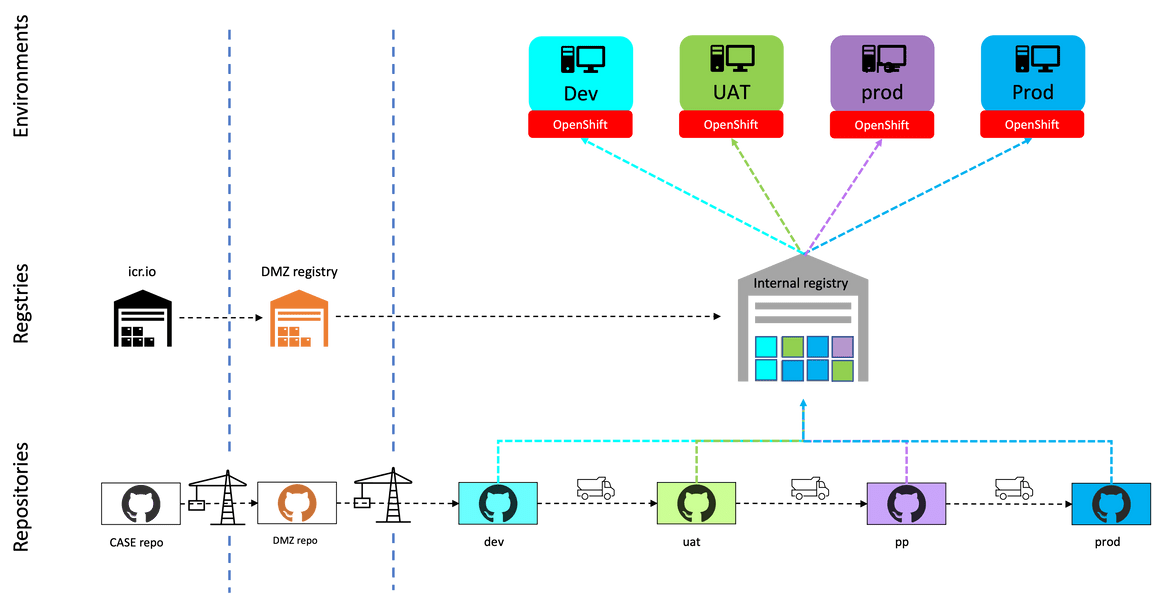 Environments
Dev
UAT
Pre
prod
Prod
OpenShift
OpenShift
OpenShift
OpenShift
Regstries
icr.io
DMZ registry
Internal registry
Repositories
CASE repo
DMZ repo
dev
uat
pp
prod